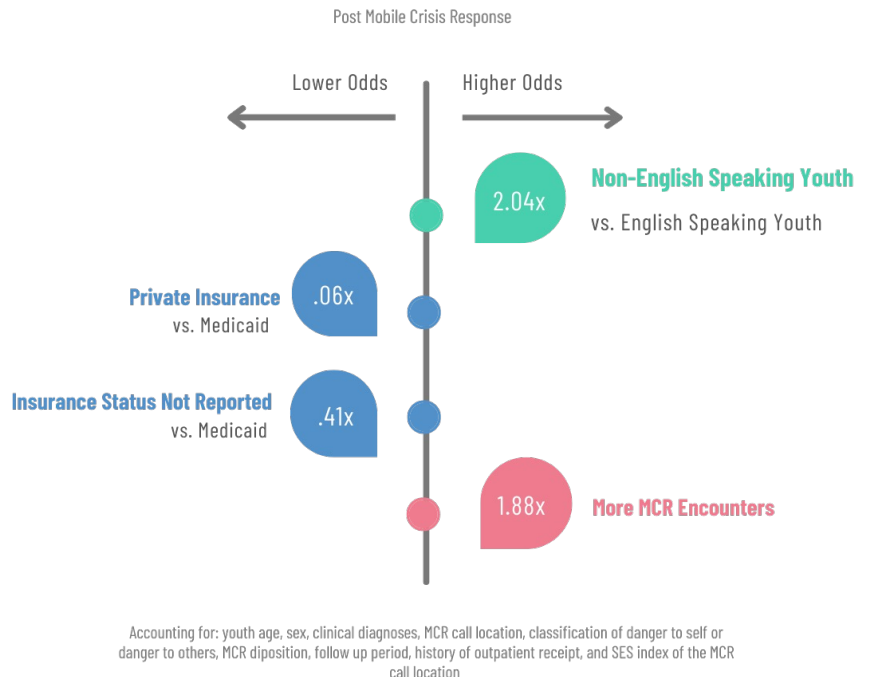 Post Mobile Crisis Response
Lower Odds
Higher Odds
2.04x
Non-English Speaking Youth
vs. English Speaking Youth
.06x
Private Insurance
vs. Medicaid
.41x
Insurance Status Not Reported
vs. Medicaid
1.88x
More MCR Encounters
Accounting for: youth age, sex, clinical diagnoses, MCR call location, classification of danger to self or
danger to others, MCR diposition, follow up period, history of outpatient receipt, and SES index of the MCR
call location